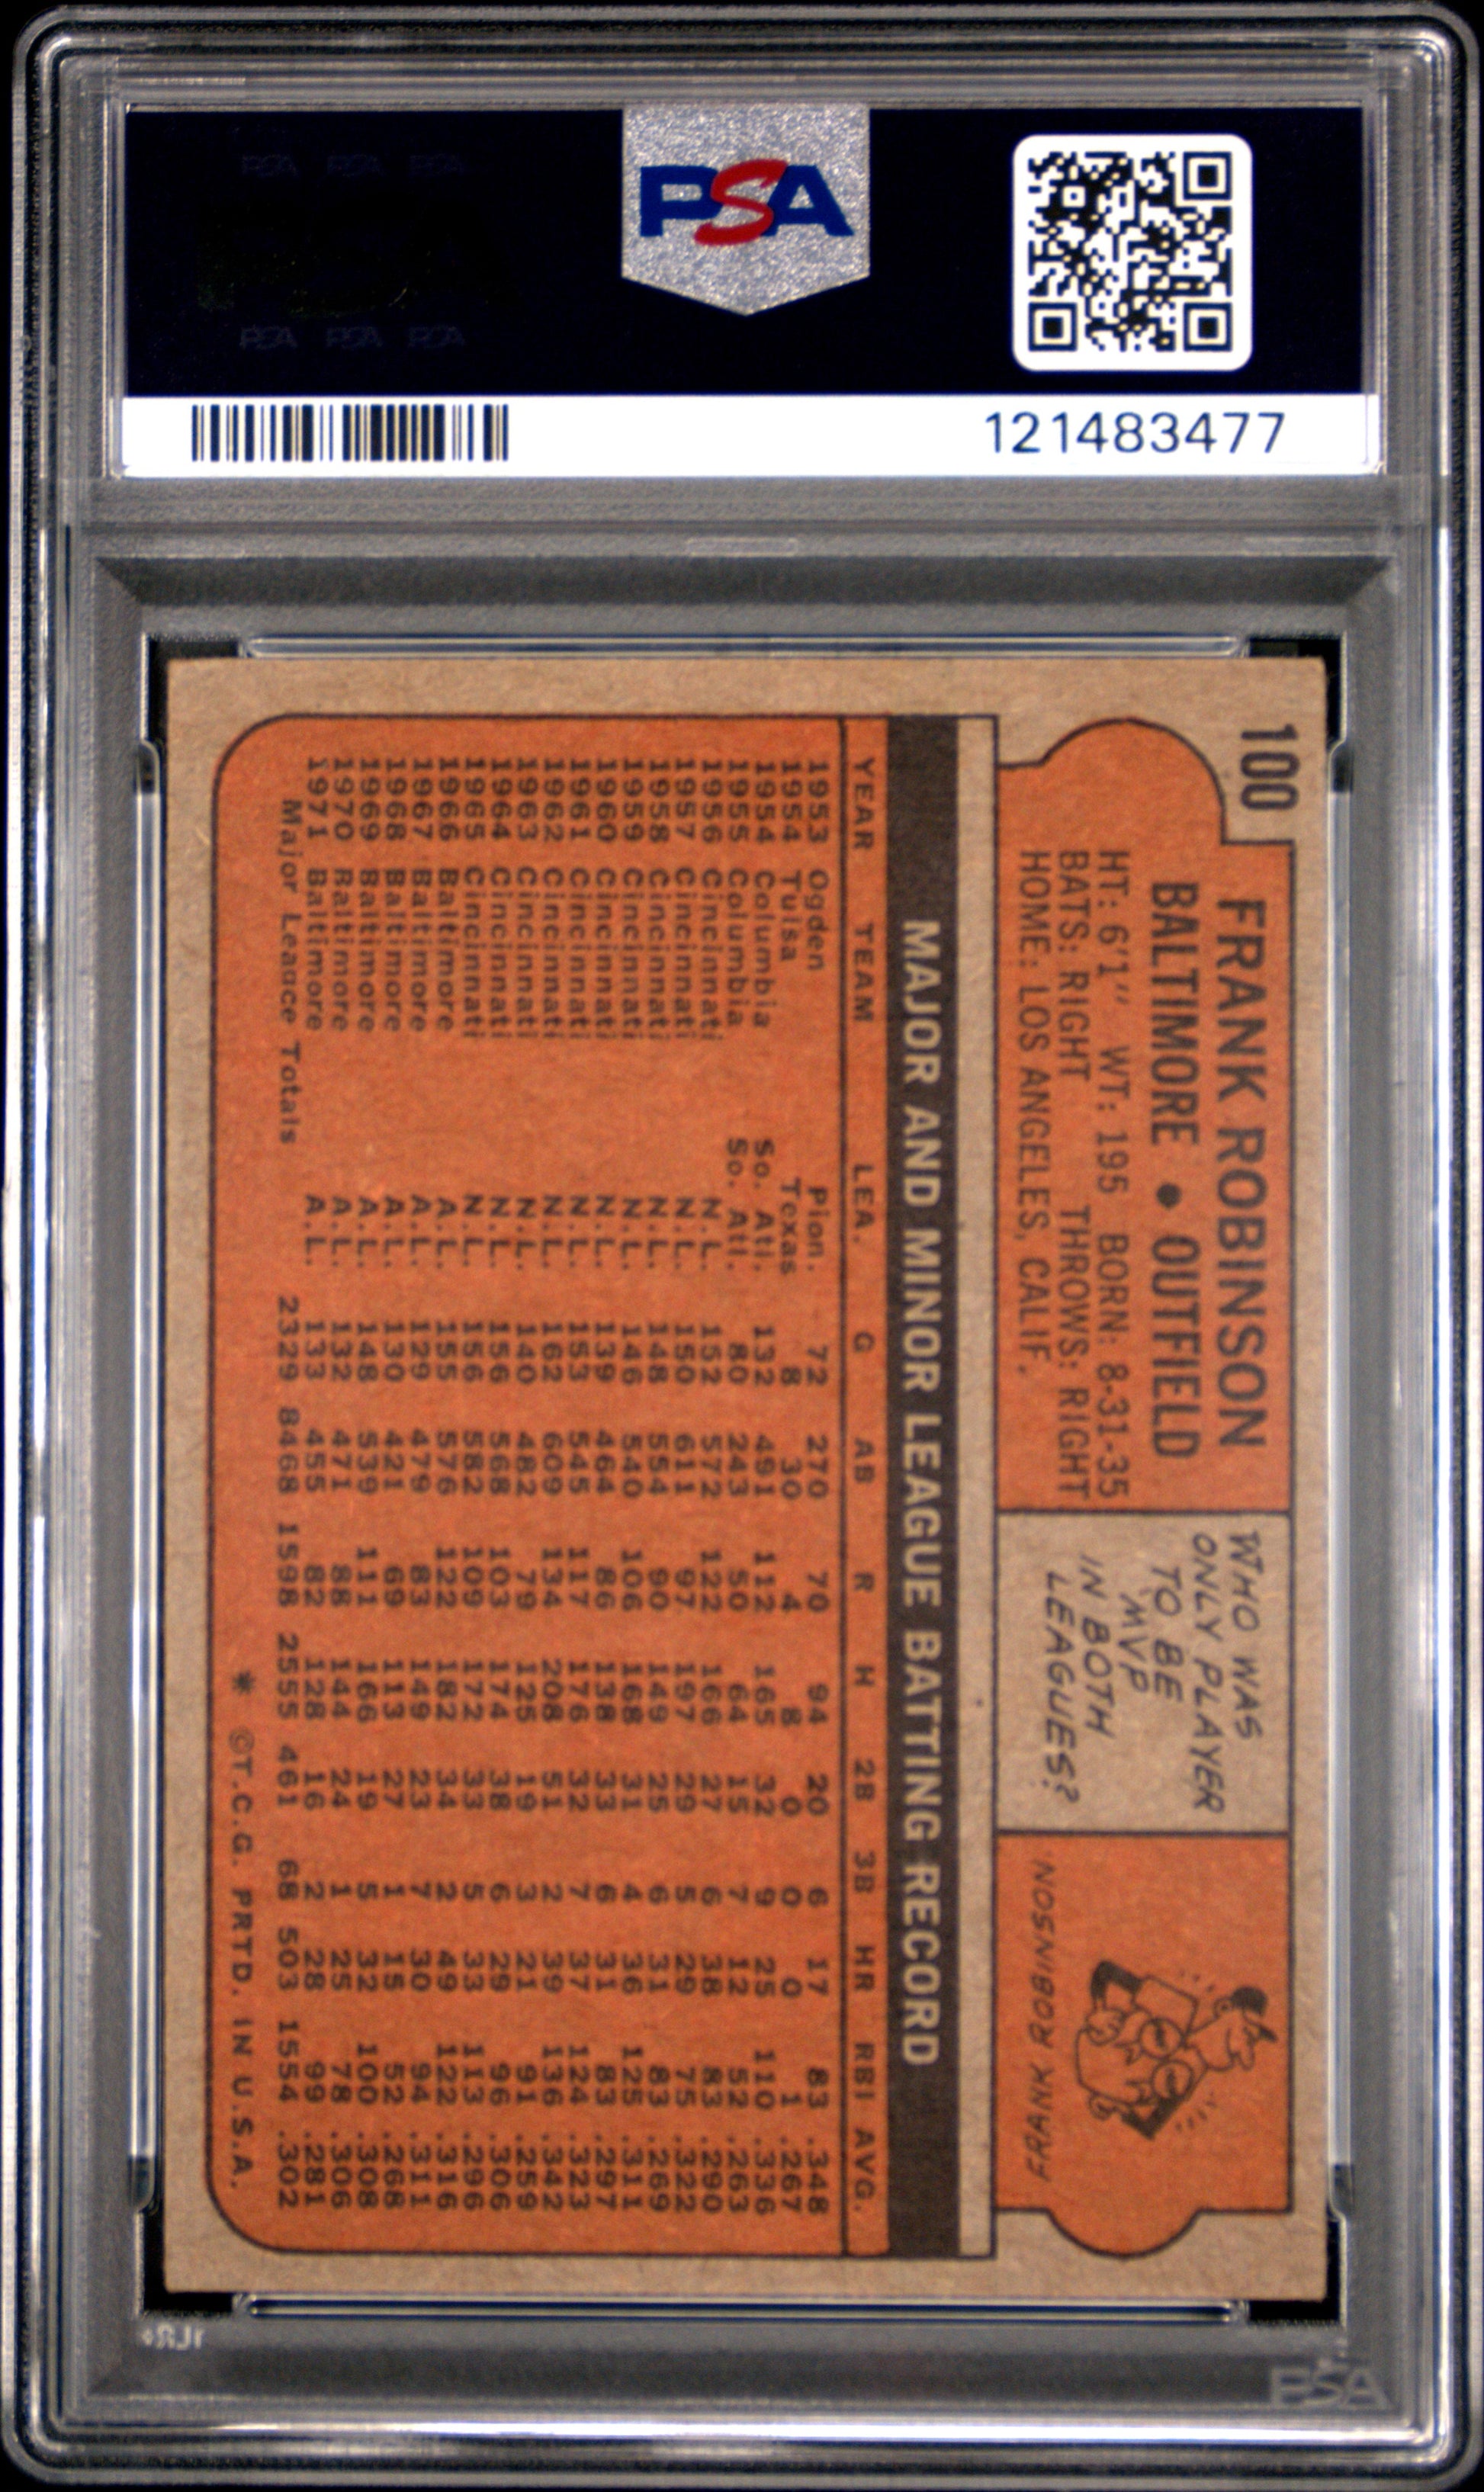 PSA PSA PSA
PSA
PSA PSA PSA
121483477
100
FRANK ROBINSON
BALTIMORE • OUTFIELD
HT: 6'1" WT: 195 BORN: 8-31-35
BATS: RIGHT THROWS: RIGHT
HOME: LOS ANGELES, CALIF.
WHO WAS
ONLY PLAYER
TO BE
MVP
IN BOTH
LEAGUES?
FRANK ROBINSON
MAJOR AND MINOR LEAGUE BATTING RECORD
YEAR TEAM LEA. G AB R H 2B 3B HR RBI AVG.
1953 Ogden Pion. 72 270 70 94 20 6 17 83 .348
1954 Tulsa Texas 8 30 4 8 0 0 0 1 .267
1954 Columbia So. Atl. 132 491 112 165 32 9 25 110 .336
1955 Columbia So. Atl. 80 243 50 64 15 7 12 52 .263
1956 Cincinnati N.L. 152 572 122 166 27 6 38 83 .290
1957 Cincinnati N.L. 150 611 97 197 29 5 29 75 .322
1958 Cincinnati N.L. 148 554 90 149 25 6 31 83 .269
1959 Cincinnati N.L. 146 540 106 168 31 4 36 125 .311
1960 Cincinnati N.L. 139 464 86 138 33 6 31 83 .297
1961 Cincinnati N.L. 153 545 117 176 32 7 37 124 .323
1962 Cincinnati N.L. 162 609 134 208 51 2 39 136 .342
1963 Cincinnati N.L. 140 482 79 125 19 3 21 91 .259
1964 Cincinnati N.L. 156 568 103 174 38 6 29 96 .306
1965 Cincinnati N.L. 156 582 109 172 33 5 33 113 .296
1966 Baltimore A.L. 155 576 122 182 34 2 49 122 .316
1967 Baltimore A.L. 129 479 83 149 23 7 30 94 .311
1968 Baltimore A.L. 130 421 69 113 27 1 15 52 .268
1969 Baltimore A.L. 148 539 111 166 19 5 32 100 .308
1970 Baltimore A.L. 132 471 88 144 24 1 25 78 .306
1971 Baltimore A.L. 133 455 82 128 16 2 28 99 .281
Major League Totals 2329 8468 1598 2555 461 68 503 1554 .302
* ©T.C.G. PRTD. IN U.S.A.
PSA